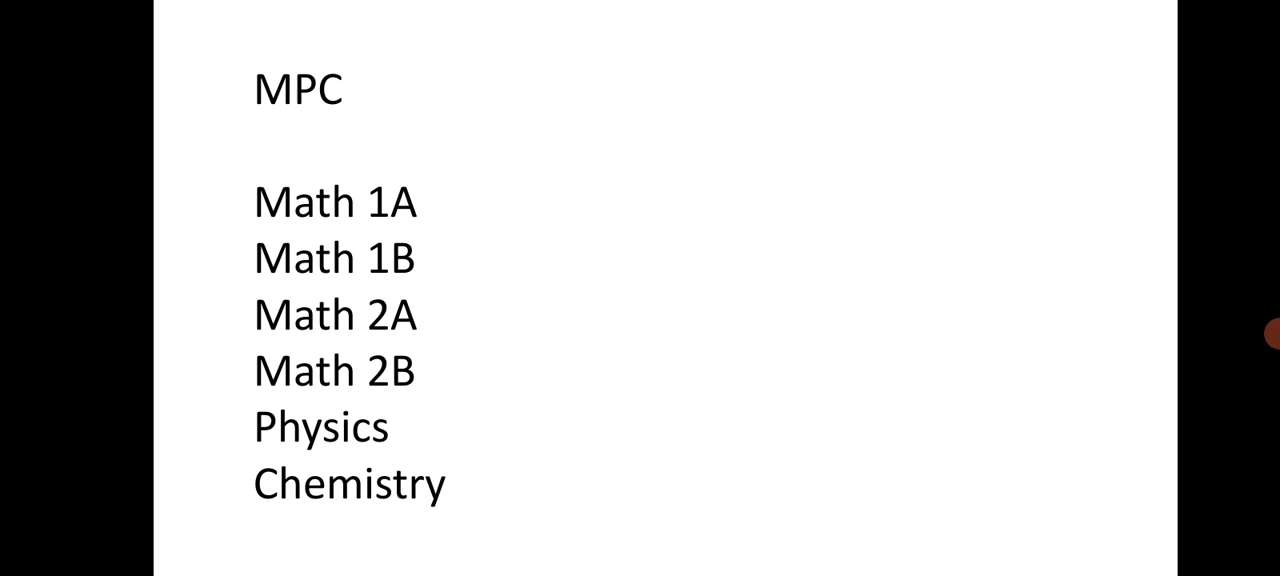 MPC
Math 1A
Math 1B
Math 2A
Math 2B
Physics
Chemistry